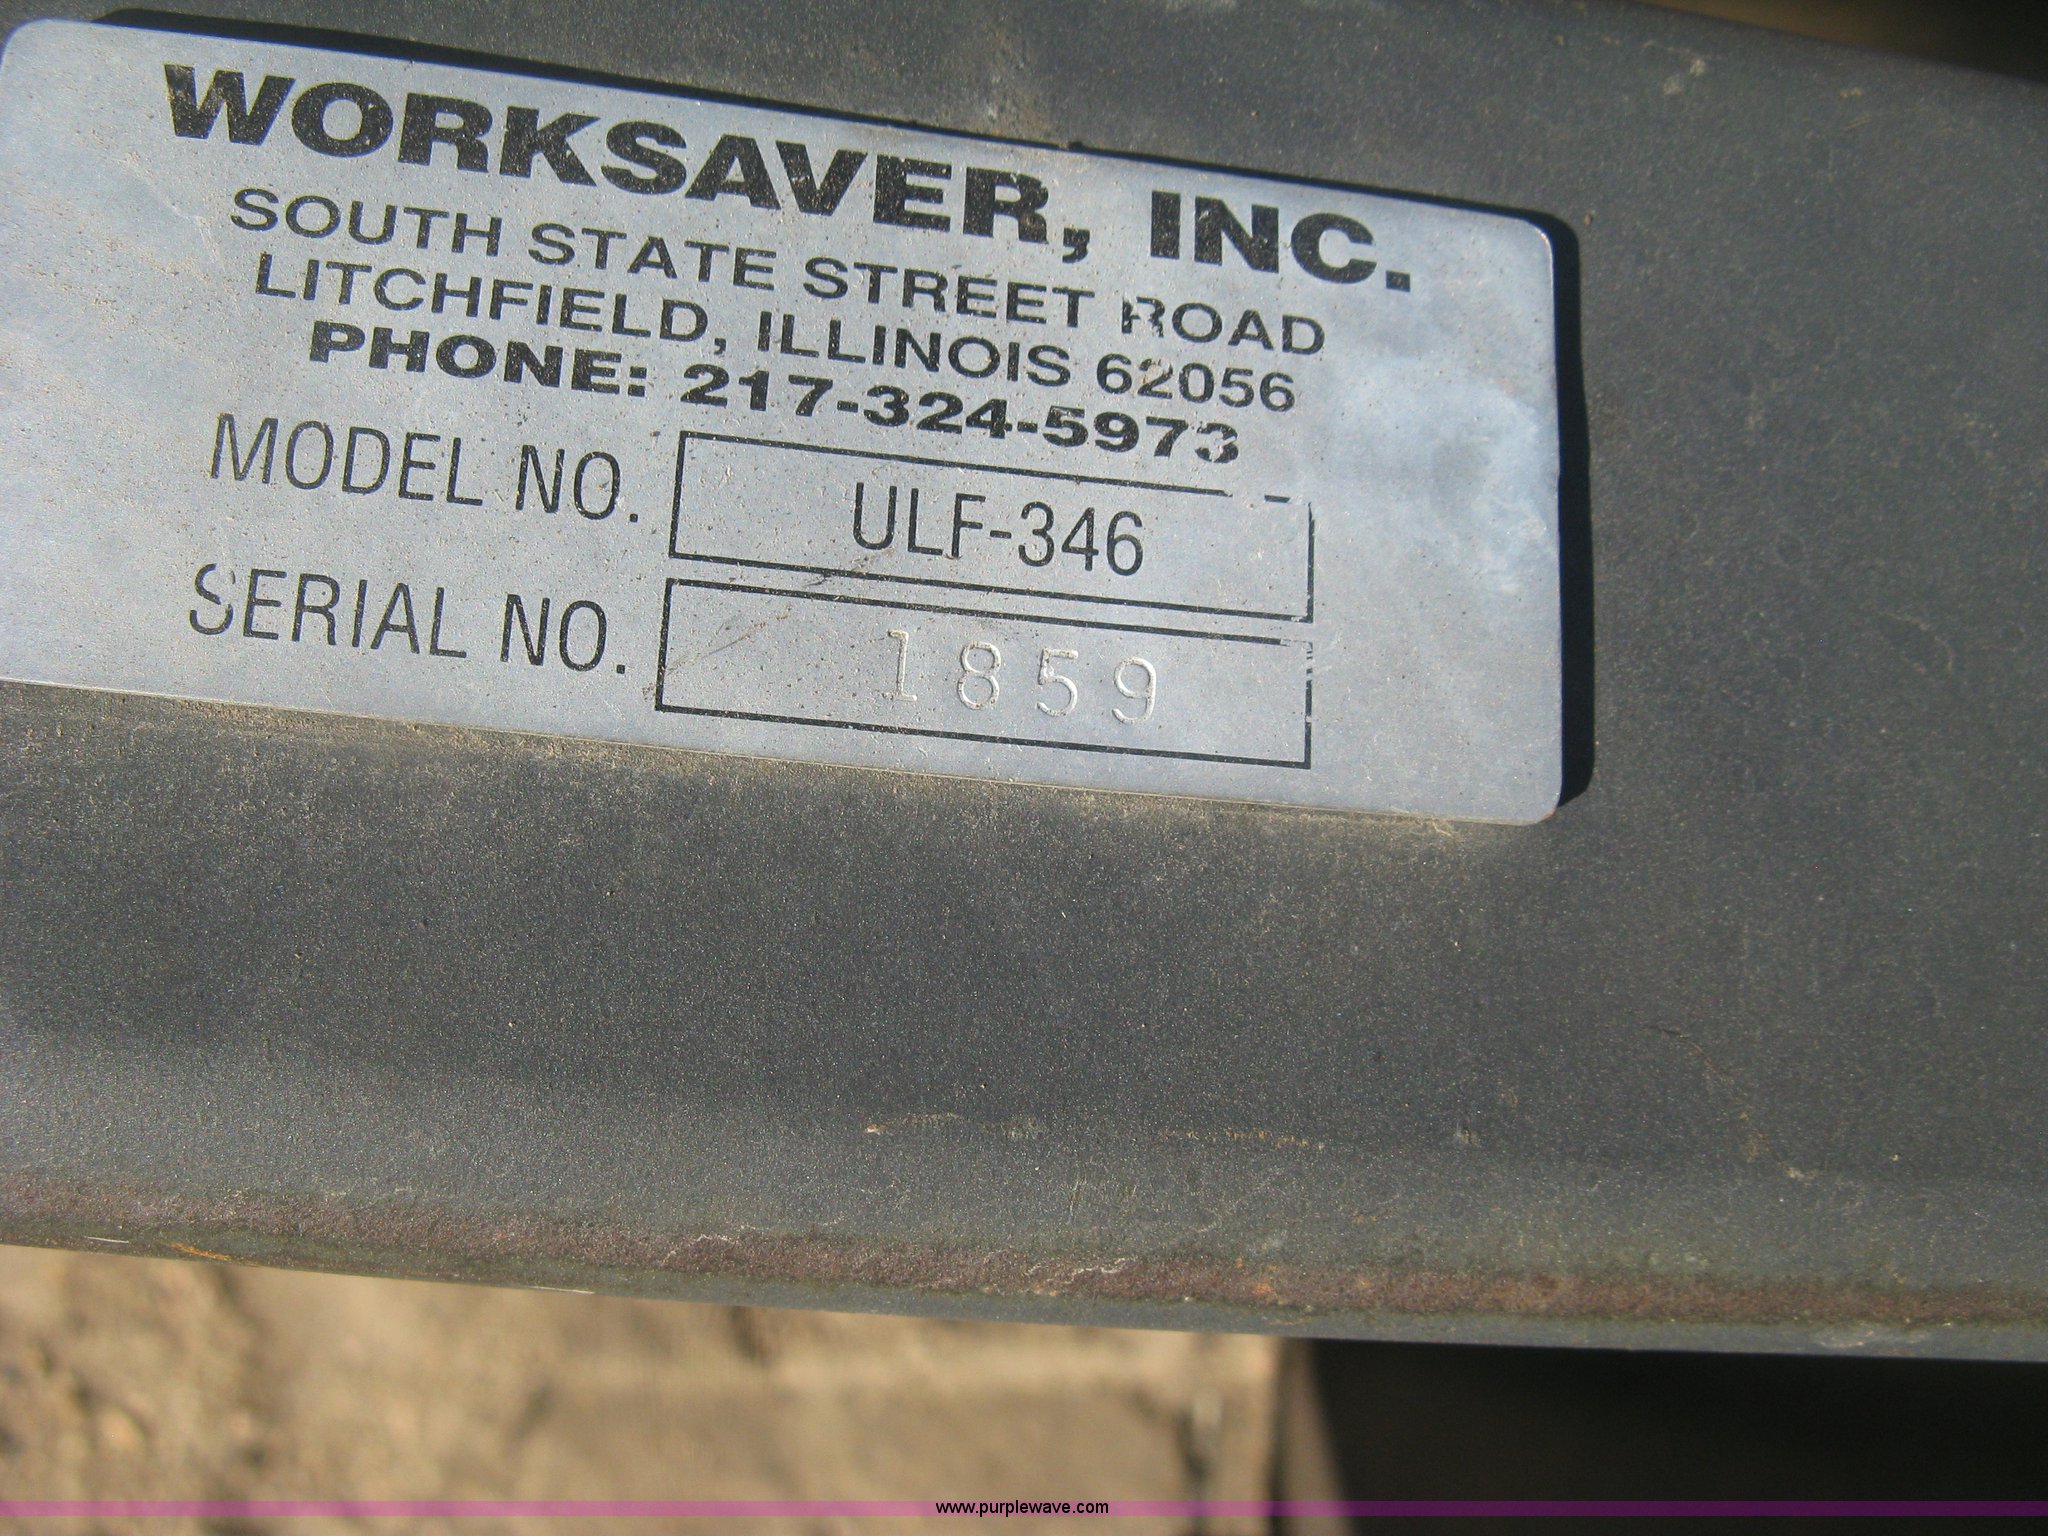 WORKSAVER, INC.
SOUTH STATE STREET ROAD
LITCHFIELD, ILLINOIS 62056
PHONE: 217-324-5973
MODEL NO. ULF-346
SERIAL NO. 1859
www.purplewave.com